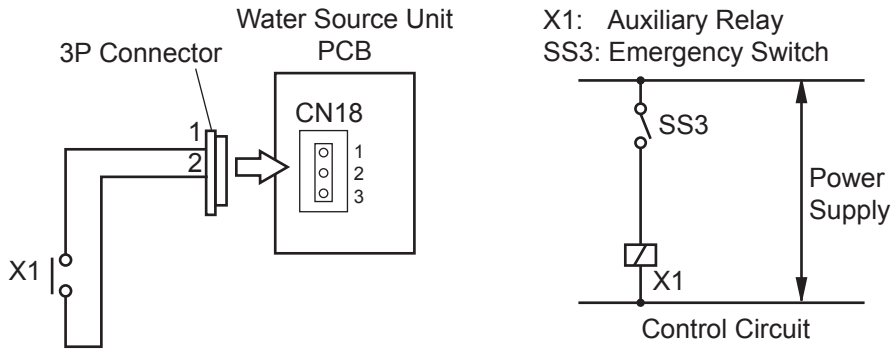 Water Source Unit
PCB
3P Connector
CN18
1
2
1
2
3
X1
X1: Auxiliary Relay
SS3: Emergency Switch
SS3
Power
Supply
X1
Control Circuit